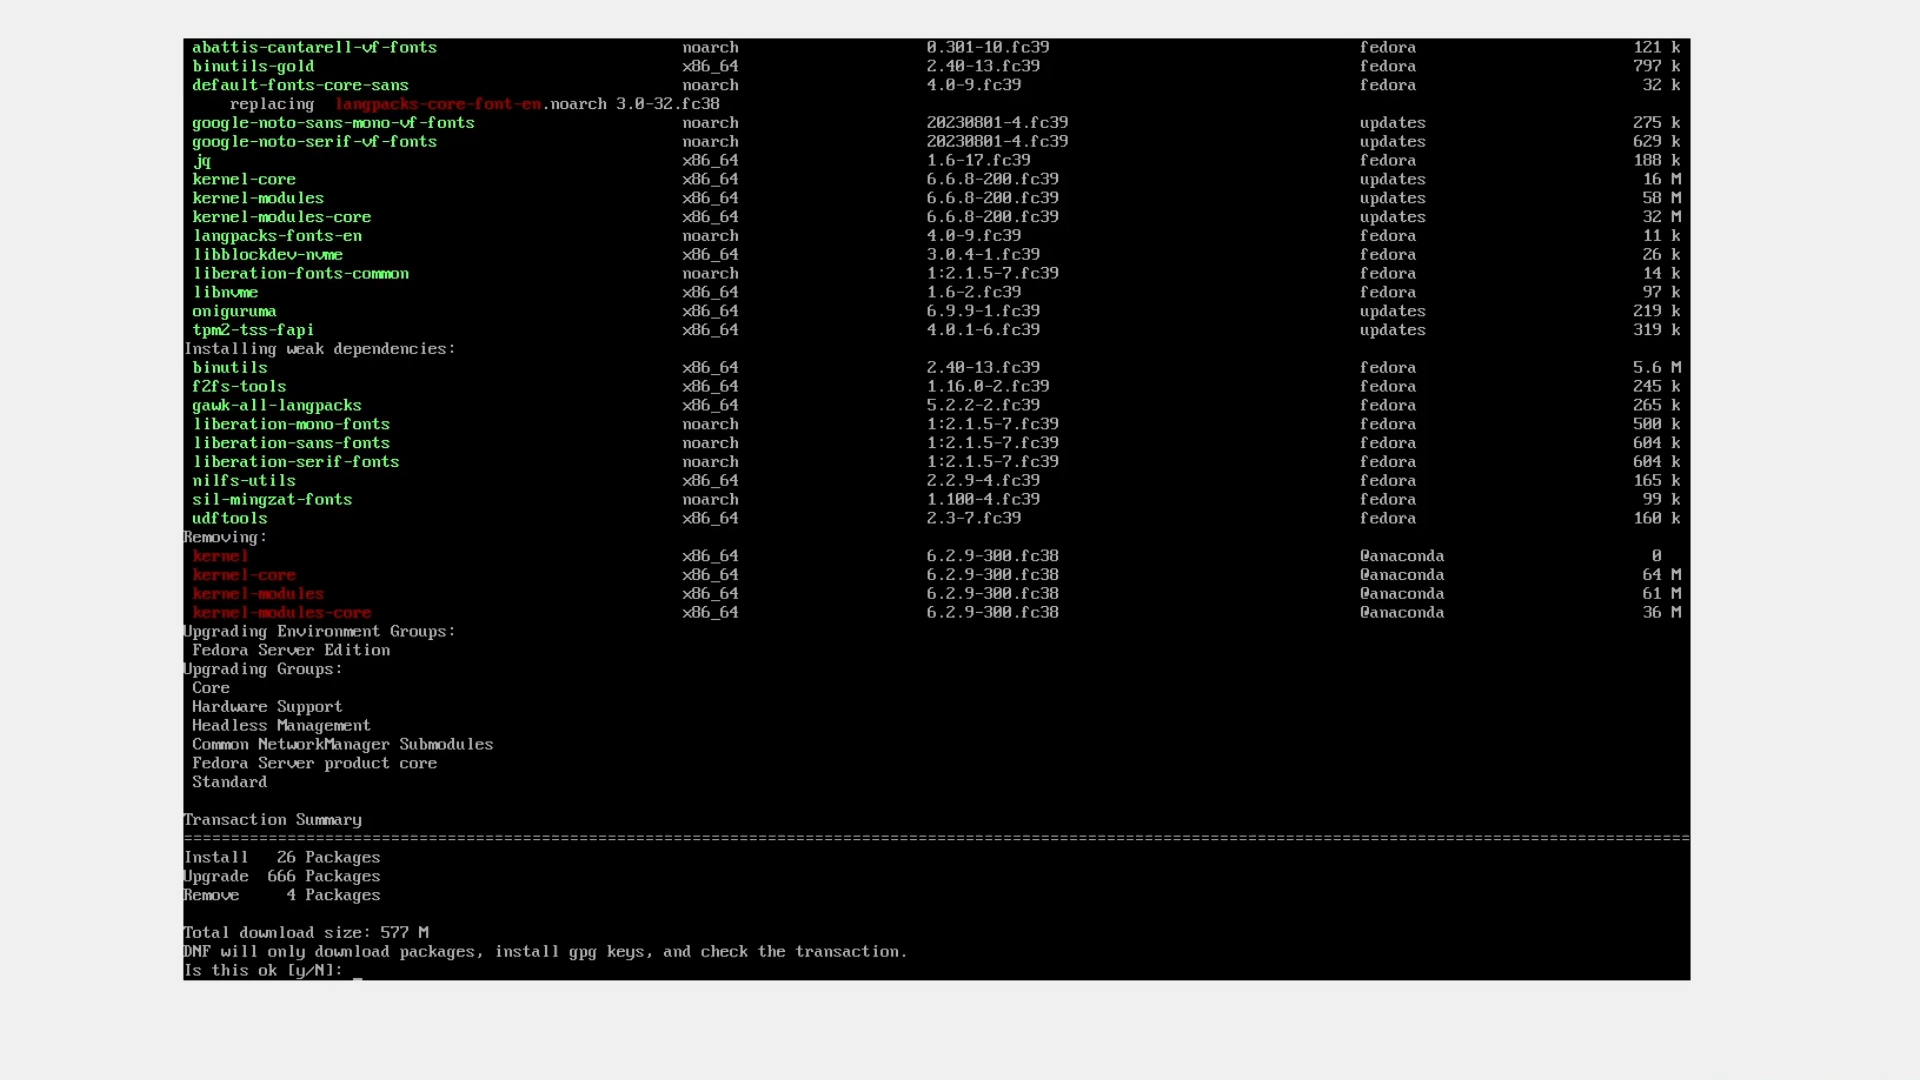 abattis-cantarell-vf-fonts noarch 0.301-10.fc39 fedora 121 k
binutils-gold x86_64 2.40-13.fc39 fedora 797 k
default-fonts-core-sans noarch 4.0-9.fc39 fedora 32 k
replacing langpacks-core-font-en.noarch 3.0-32.fc38
google-noto-sans-mono-vf-fonts noarch 20230801-4.fc39 updates 275 k
google-noto-serif-vf-fonts noarch 20230801-4.fc39 updates 629 k
jq x86_64 1.6-17.fc39 fedora 188 k
kernel-core x86_64 6.6.8-200.fc39 updates 16 M
kernel-modules x86_64 6.6.8-200.fc39 updates 58 M
kernel-modules-core x86_64 6.6.8-200.fc39 updates 32 M
langpacks-fonts-en noarch 4.0-9.fc39 fedora 11 k
libblockdev-nvme x86_64 3.0.4-1.fc39 fedora 26 k
liberation-fonts-common noarch 1:2.1.5-7.fc39 fedora 14 k
libnvme x86_64 1.6-2.fc39 fedora 97 k
oniguruma x86_64 6.9.9-1.fc39 updates 219 k
tpm2-tss-fapi x86_64 4.0.1-6.fc39 updates 319 k
Installing weak dependencies:
binutils x86_64 2.40-13.fc39 fedora 5.6 M
f2fs-tools x86_64 1.16.0-2.fc39 fedora 245 k
gawk-all-langpacks x86_64 5.2.2-2.fc39 fedora 265 k
liberation-mono-fonts noarch 1:2.1.5-7.fc39 fedora 500 k
liberation-sans-fonts noarch 1:2.1.5-7.fc39 fedora 604 k
liberation-serif-fonts noarch 1:2.1.5-7.fc39 fedora 604 k
nilfs-utils x86_64 2.2.9-4.fc39 fedora 165 k
sil-mingzat-fonts noarch 1.100-4.fc39 fedora 99 k
udftools x86_64 2.3-7.fc39 fedora 160 k
Removing:
kernel x86_64 6.2.9-300.fc38 @anaconda 0
kernel-core x86_64 6.2.9-300.fc38 @anaconda 64 M
kernel-modules x86_64 6.2.9-300.fc38 @anaconda 61 M
kernel-modules-core x86_64 6.2.9-300.fc38 @anaconda 36 M
Upgrading Environment Groups:
Fedora Server Edition
Upgrading Groups:
Core
Hardware Support
Headless Management
Common NetworkManager Submodules
Fedora Server product core
Standard
Transaction Summary
================================================================================================================================================================
Install 26 Packages
Upgrade 666 Packages
Remove 4 Packages
Total download size: 577 M
DNF will only download packages, install gpg keys, and check the transaction.
Is this ok [y/N]: _